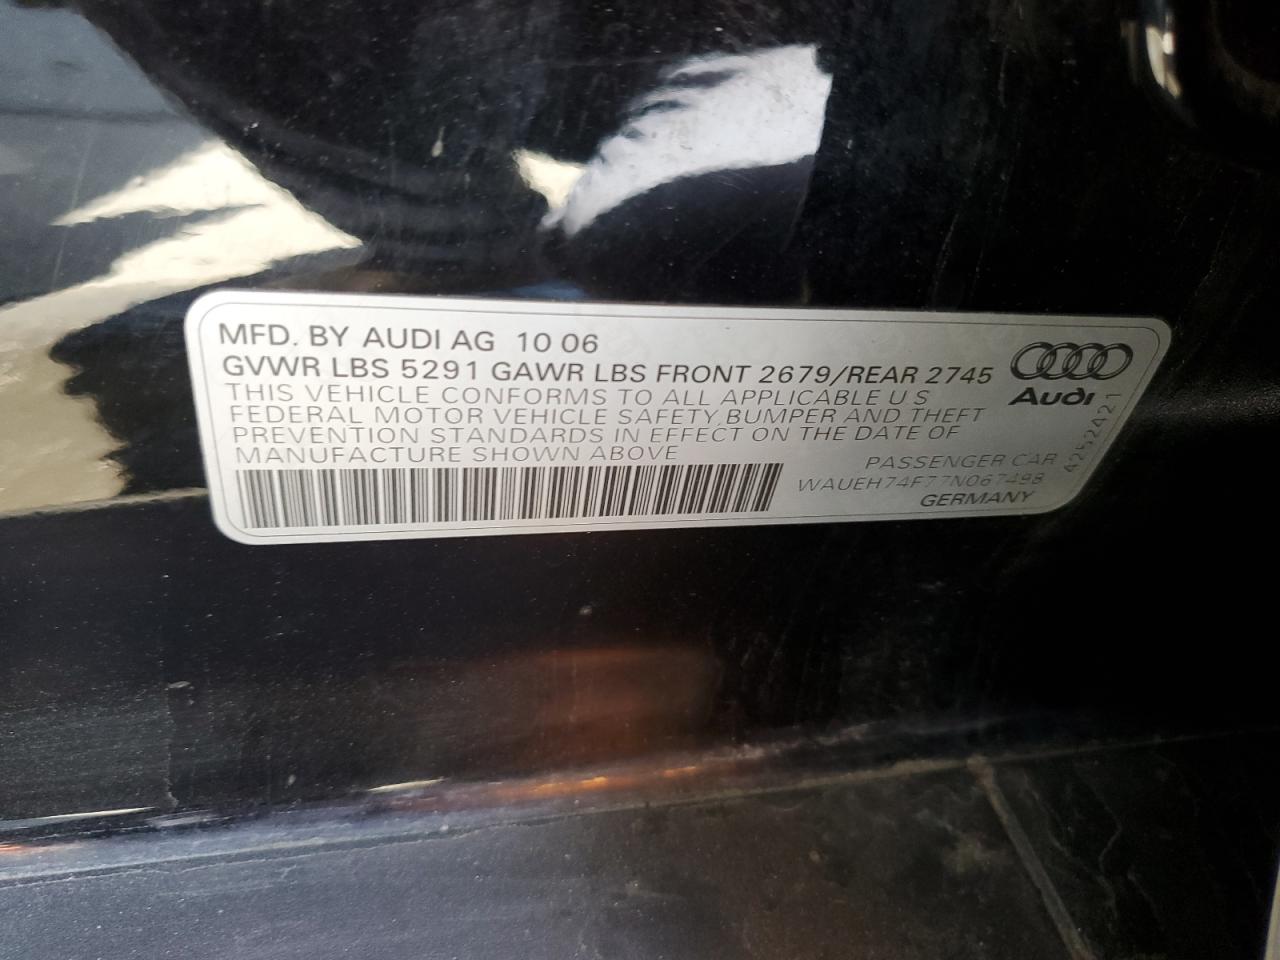 MFD. BY AUDI AG 10 06
GVWR LBS 5291 GAWR LBS FRONT 2679/REAR 2745
THIS VEHICLE CONFORMS TO ALL APPLICABLE U S
FEDERAL MOTOR VEHICLE SAFETY, BUMPER AND THEFT
PREVENTION STANDARDS IN EFFECT ON THE DATE OF
MANUFACTURE SHOWN ABOVE
Audi
PASSENGER CAR
WAUEH74F77N067498
GERMANY
4252421